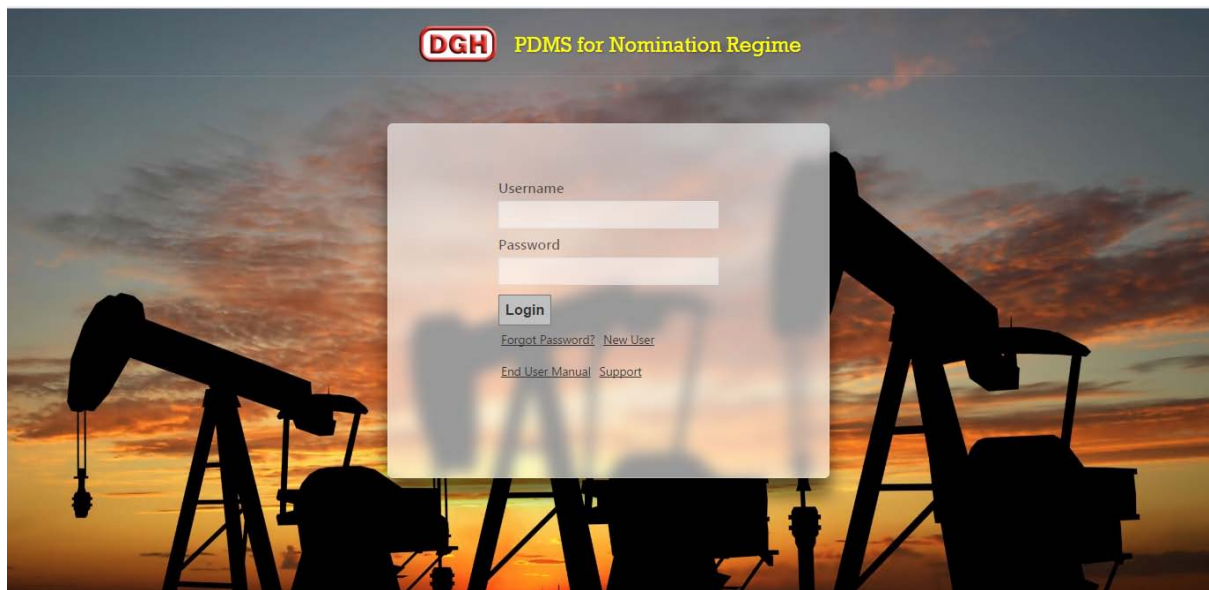 DGH PDMS for Nomination Regime
Username
Password
Login
Forgot Password? New User
End User Manual Support